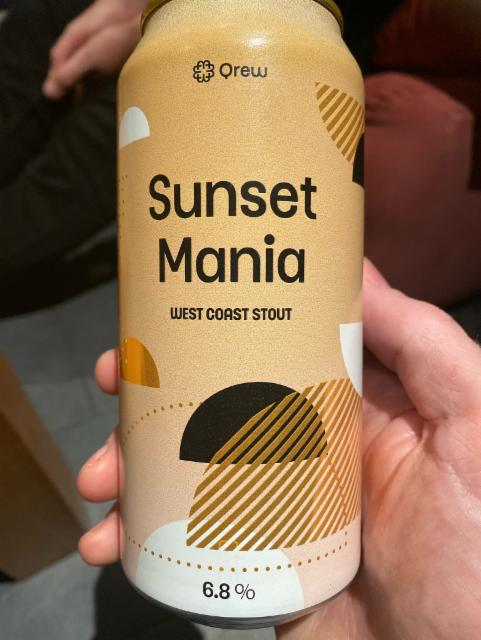 Qrew
Sunset
Mania
WEST COAST STOUT
6.8%